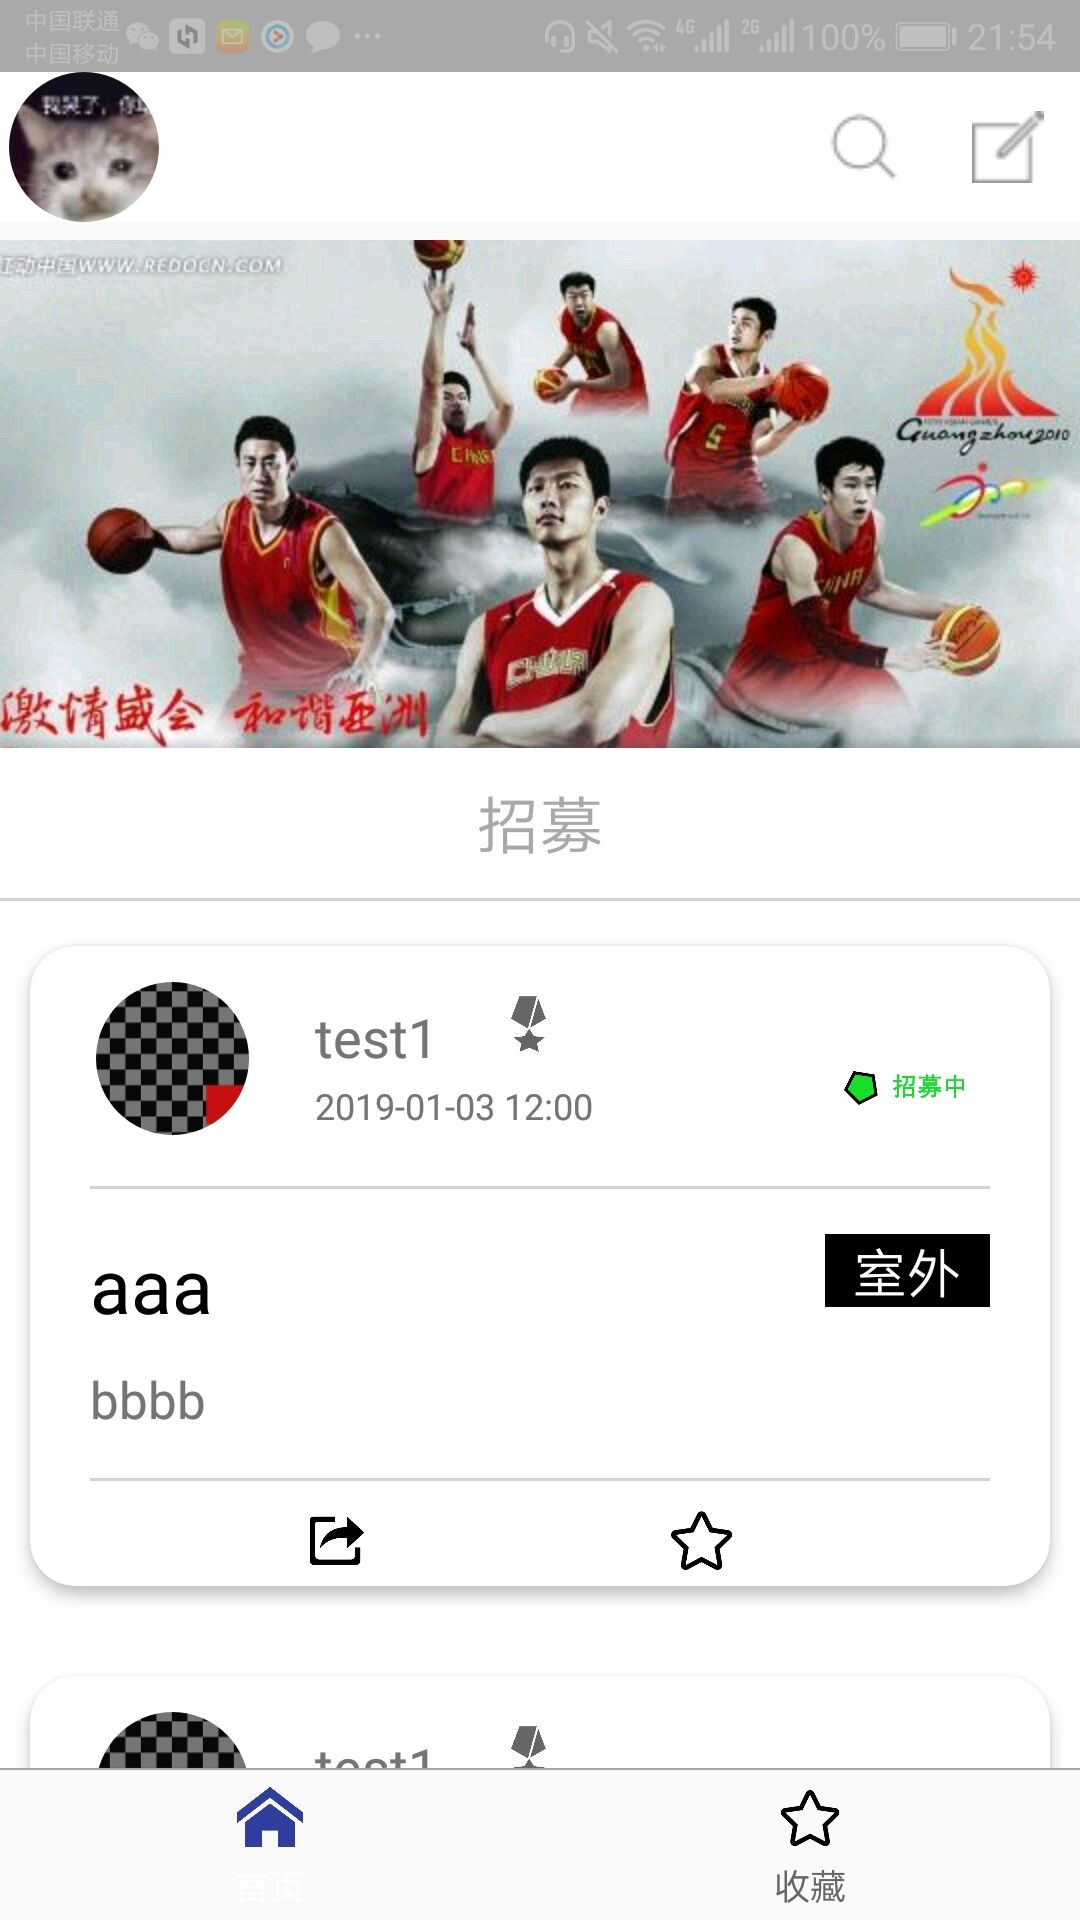 中国联通
中国移动
4G 2G 100% 21:54
我哭了，你
红动中国WWW.REDOCN.COM
Guangzhou2010
CHINA
激情盛会 和谐亚洲
招募
test1
2019-01-03 12:00
招募中
aaa
室外
bbbb
test1
首页
收藏